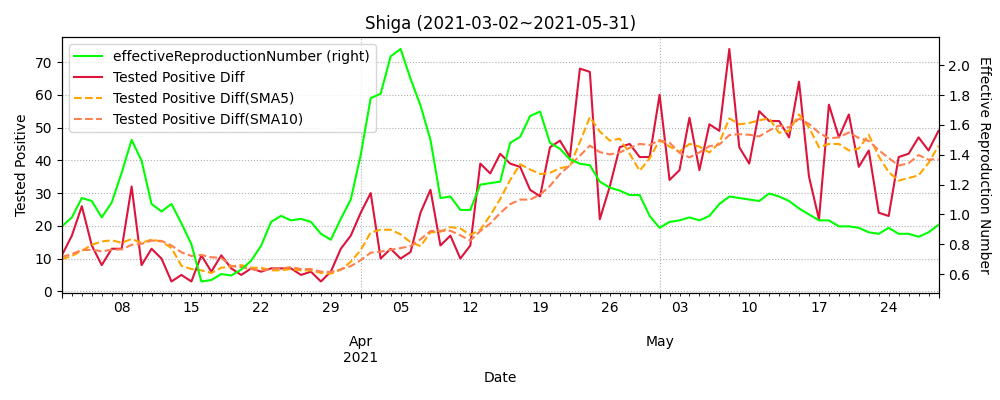 Shiga (2021-03-02~2021-05-31)
effectiveReproductionNumber (right)
Tested Positive Diff
Tested Positive Diff(SMA5)
Tested Positive Diff(SMA10)
Tested Positive
70
60
50
40
30
20
10
0
2.0
1.8
1.6
1.4
1.2
1.0
0.8
0.6
Effective Reproduction Number
08 15 22 05 12 19 26 03 10 17 24
Apr May
2021
Date